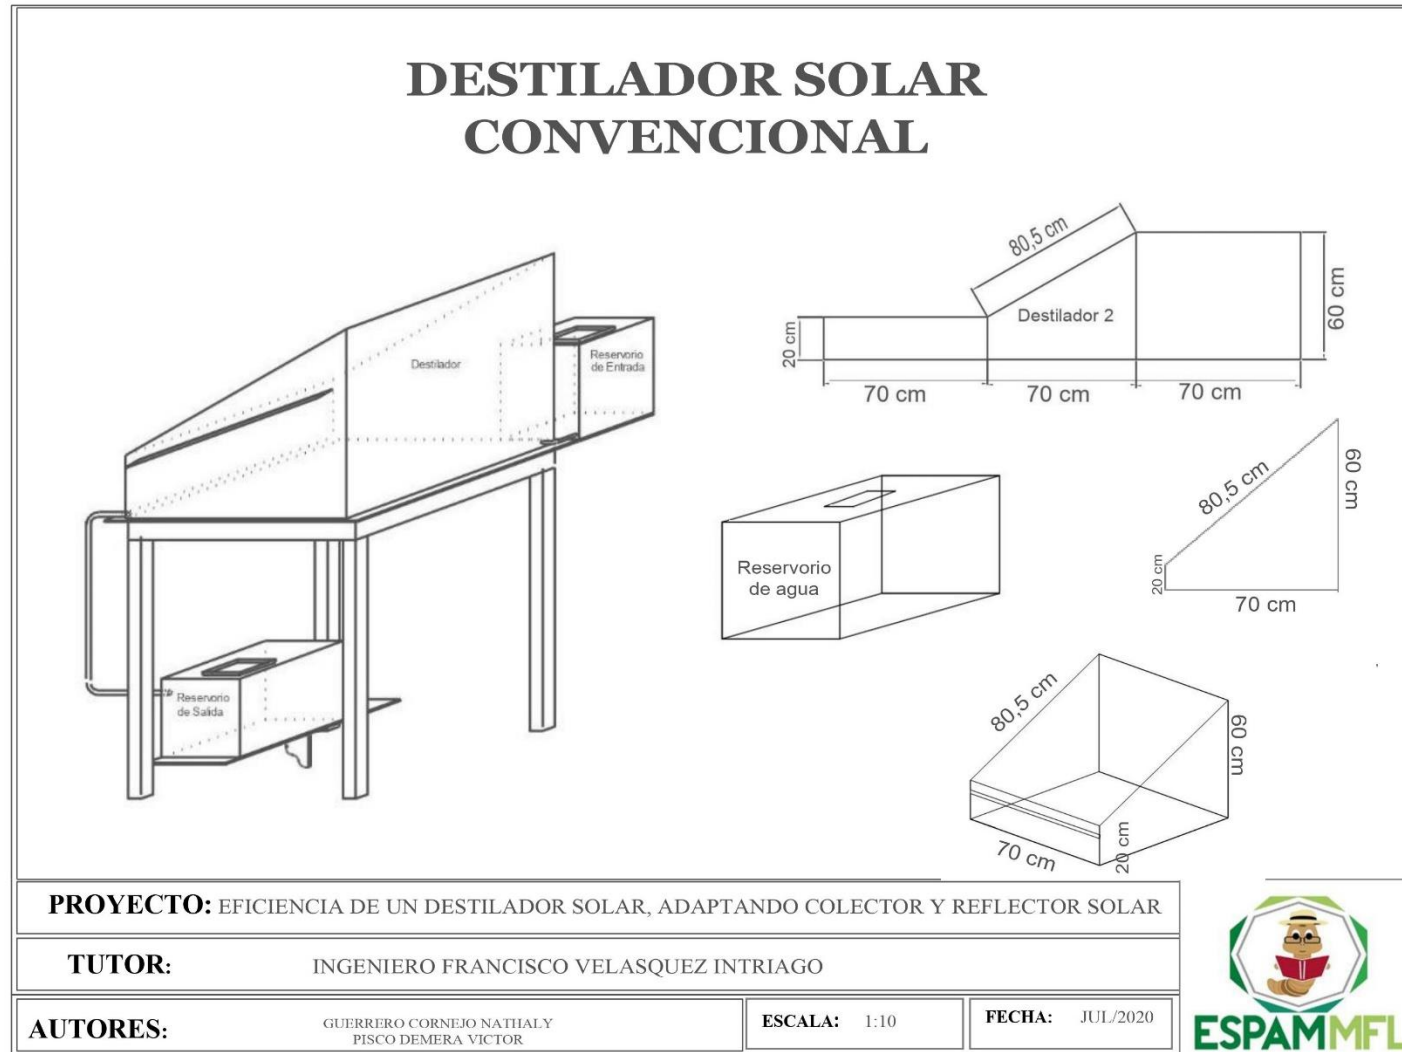 DESTILADOR SOLAR
CONVENCIONAL
80,5 cm
Destilador 2
20 cm
60 cm
70 cm
70 cm
70 cm
Destilador
Reservorio
de Entrada
Reservorio
de Salida
Reservorio
de agua
80,5 cm
60 cm
20 cm
70 cm
80,5 cm
60 cm
70 cm
20 cm
PROYECTO: EFICIENCIA DE UN DESTILADOR SOLAR, ADAPTANDO COLECTOR Y REFLECTOR SOLAR
TUTOR: INGENIERO FRANCISCO VELASQUEZ INTRIAGO
AUTORES: GUERRERO CORNEJO NATHALY
PISCO DEMERA VICTOR
ESCALA: 1:10
FECHA: JUL/2020
ESPAMMFL